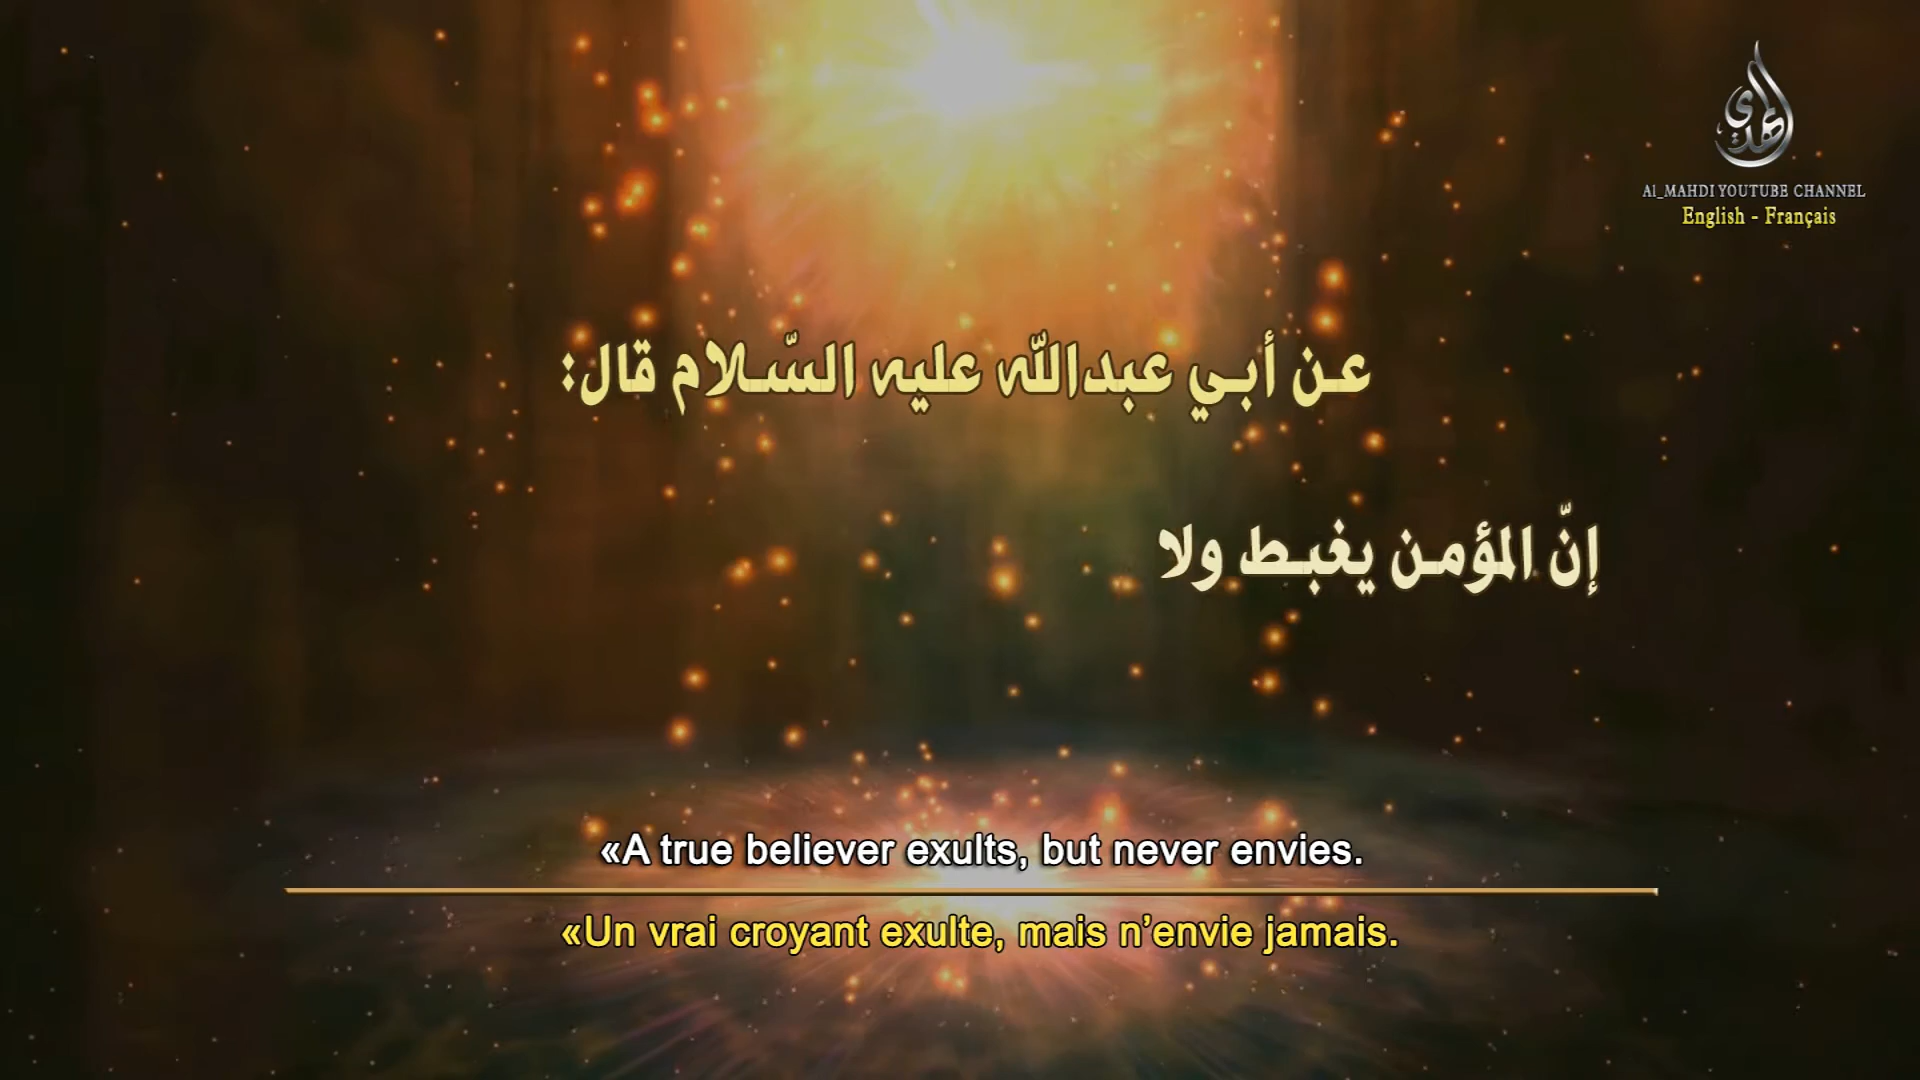 المهدي
Al_MAHDI YOUTUBE CHANNEL
English - Français
عن أبي عبدالله عليه السّلام قال:
إنّ المؤمن يغبط ولا
«A true believer exults, but never envies.
«Un vrai croyant exulte, mais n’envie jamais.